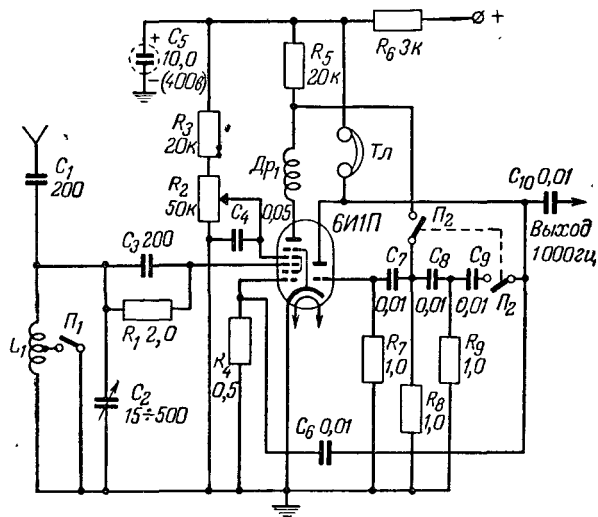 + C5
10,0
– (400в)
R5
20к
R6 3к
ø +
R3
20к
Др1
Тл
C1
200
R2
50к
0,05
C4
6И1П
П2
C10 0,01
Выход
1000гц
C3 200
C7
C8
C9
0,01
0,01
0,01
П2
R1 2,0
L1
П1
R4
0,5
R7
1,0
R8
1,0
R9
1,0
C2
15÷500
C6 0,01